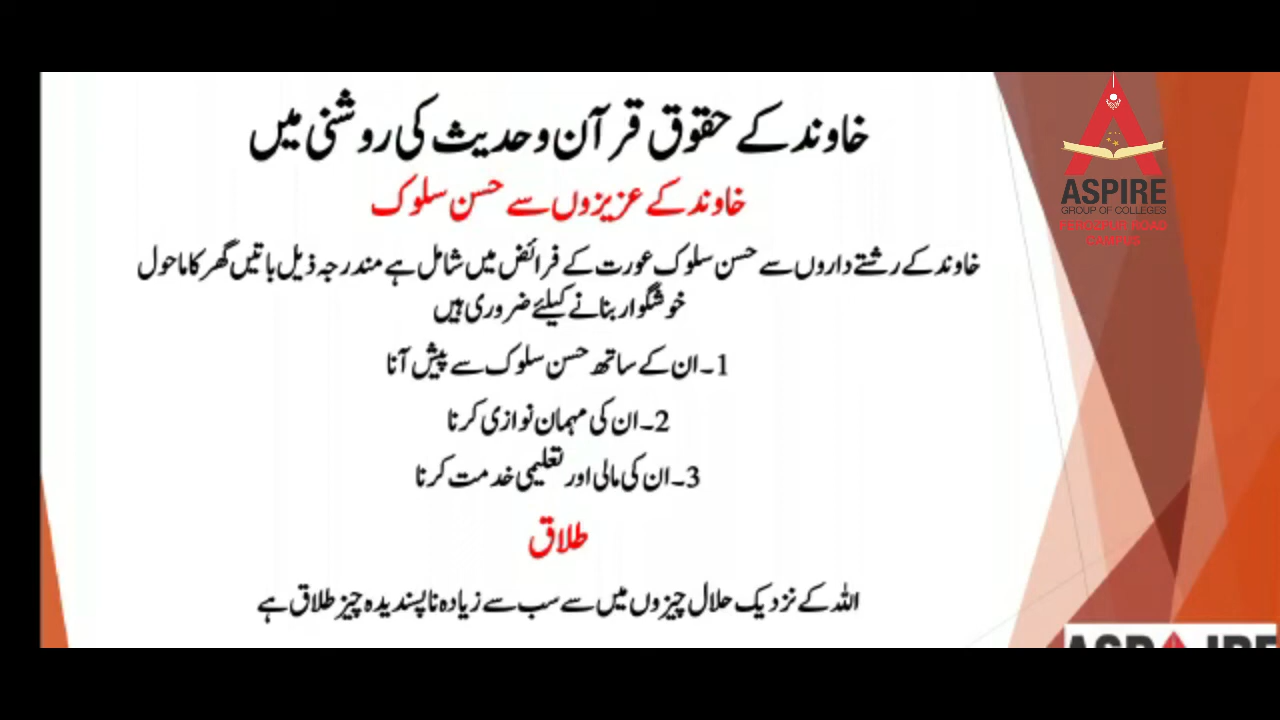 خاوند کے حقوق قرآن و حدیث کی روشنی میں
خاوند کے عزیزوں سے حسن سلوک
خاوند کے رشتے داروں سے حسن سلوک عورت کے فرائض میں شامل ہے مندرجہ ذیل باتیں گھر کا ماحول
خوشگوار بنانے کیلئے ضروری ہیں
1۔ان کے ساتھ حسن سلوک سے پیش آنا
2۔ان کی مہمان نوازی کرنا
3۔ان کی مالی اور تعلیمی خدمت کرنا
طلاق
اللہ کے نزدیک حلال چیزوں میں سے سب سے زیادہ ناپسندیدہ چیز طلاق ہے
ASPIRE
GROUP OF COLLEGES
FEROZPUR ROAD
CAMPUS